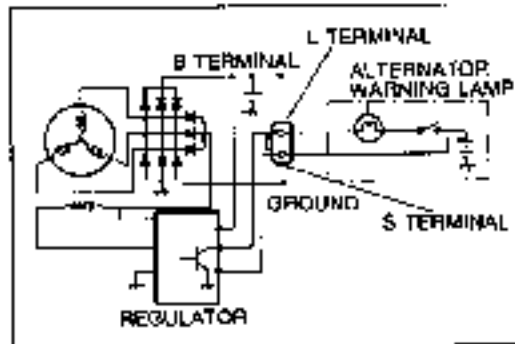 L TERMINAL
B TERMINAL
ALTERNATOR
WARNING LAMP
GROUND
S TERMINAL
REGULATOR